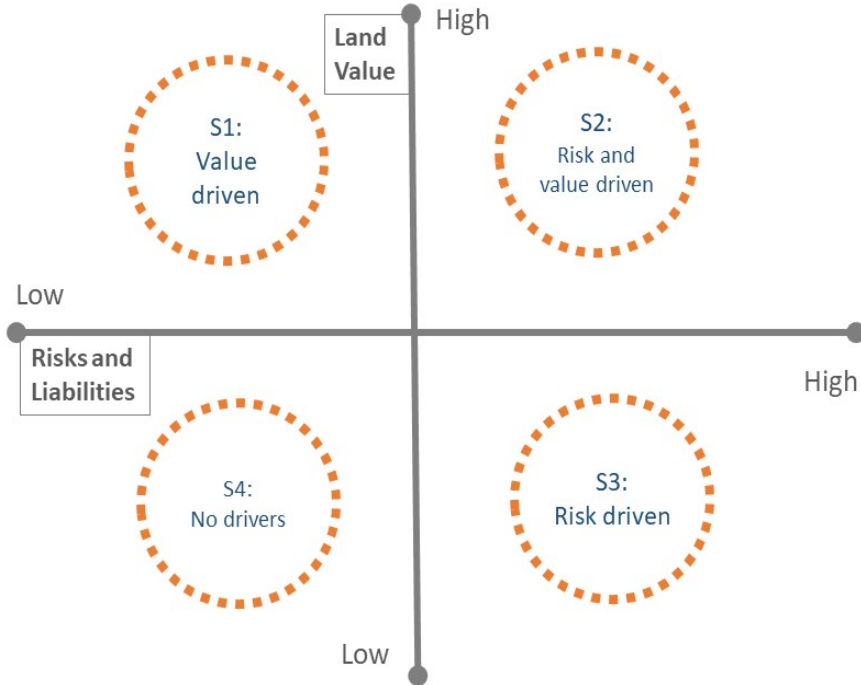 Land
Value
High
S1:
Value
driven
S2:
Risk and
value driven
Low
Risks and
Liabilities
High
S4:
No drivers
S3:
Risk driven
Low